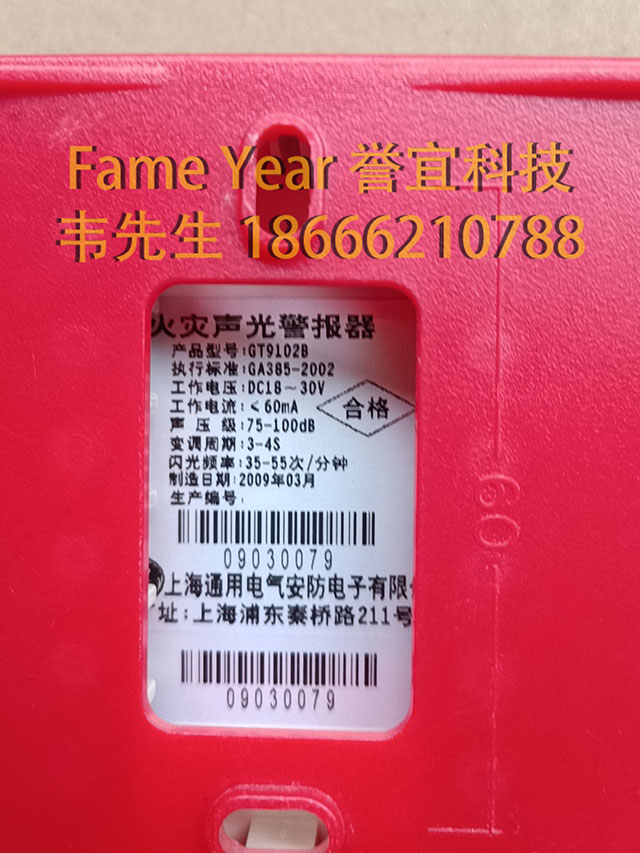 Fame Year 誉宜科技
韦先生 18666210788
火灾声光警报器
产品型号:GT9102B
执行标准:GA385-2002
工作电压:DC18~30V
工作电流:<60mA
合格
声 压 级:75-100dB
变调周期:3-4S
闪光频率:35-55次/分钟
制造日期:2009年03月
生产编号:
09030079
上海通用电气安防电子有限
址:上海浦东秦桥路211号
09030079
60